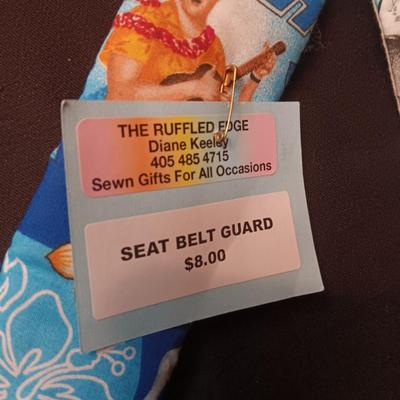 THE RUFFLED EDGE
Diane Keeley
405 485 4715
Sewn Gifts For All Occasions
SEAT BELT GUARD
$8.00